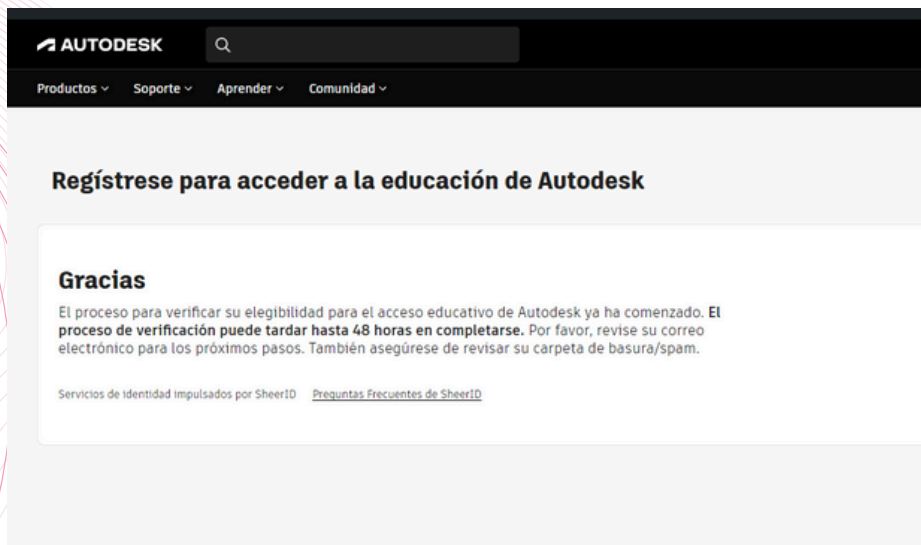 AUTODESK
Productos Soporte Aprender Comunidad
Regístrese para acceder a la educación de Autodesk
Gracias
El proceso para verificar su elegibilidad para el acceso educativo de Autodesk ya ha comenzado. El
proceso de verificación puede tardar hasta 48 horas en completarse. Por favor, revise su correo
electrónico para los próximos pasos. También asegúrese de revisar su carpeta de basura/spam.
Servicios de identidad impulsados por SheerID Preguntas Frecuentes de SheerID